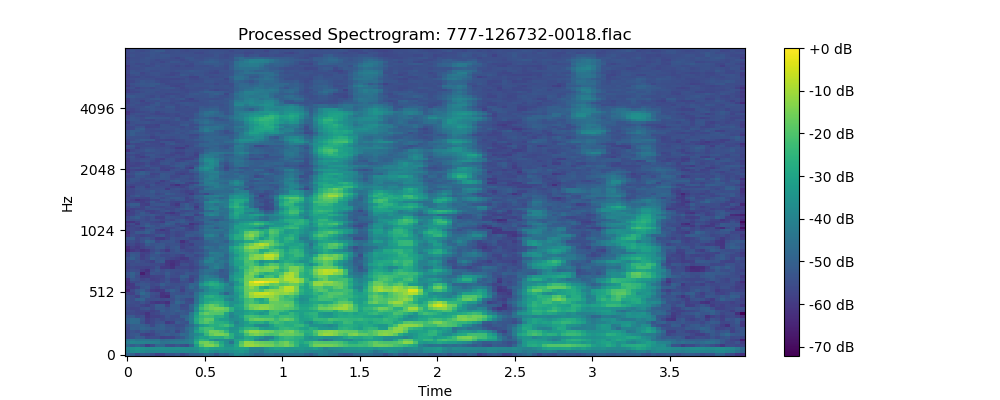 Processed Spectrogram: 777-126732-0018.flac
Hz
4096
2048
1024
512
0
0 0.5 1 1.5 2 2.5 3 3.5
Time
+0 dB
-10 dB
-20 dB
-30 dB
-40 dB
-50 dB
-60 dB
-70 dB